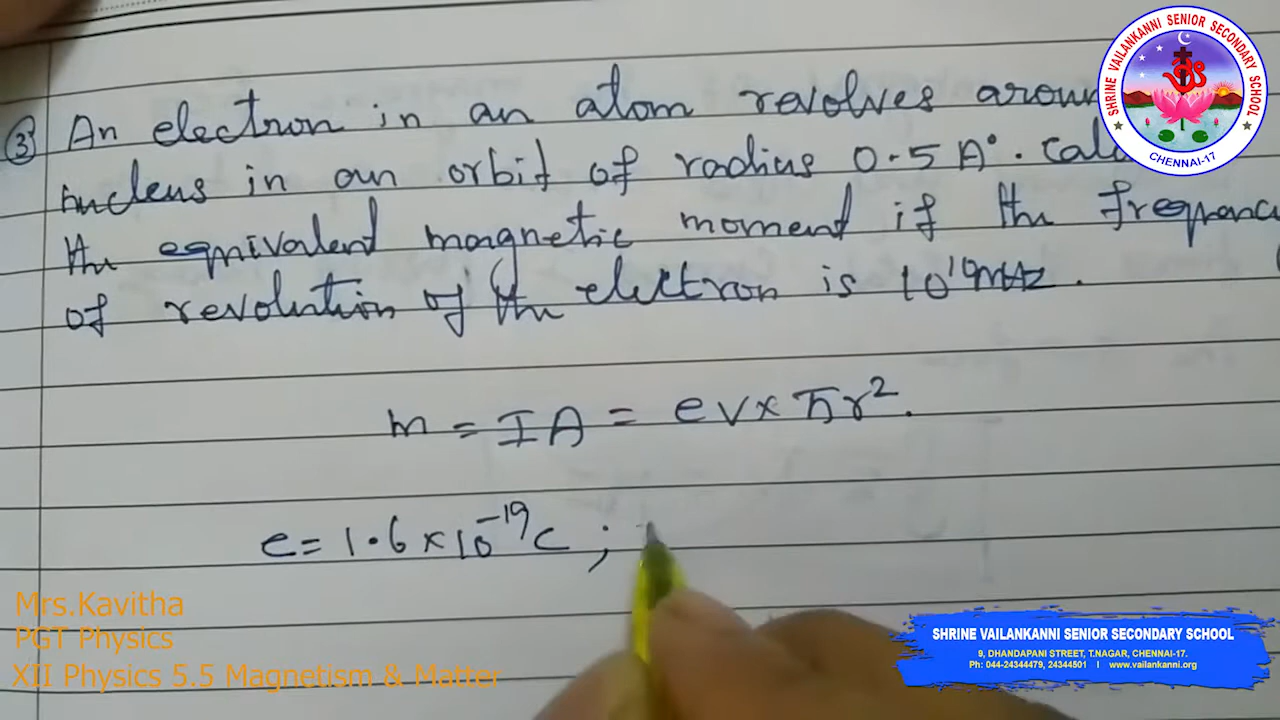 ③ An electron in an atom revolves aroun
nucleus in an orbit of radius 0.5 A°. calc
the equivalent magnetic moment if the frequenc
of revolution of the electron is MHz.
m = IA = eν × πr².
e = 1.6 × 10⁻¹⁹ C ;
SHRINE VAILANKANNI SENIOR SECONDARY SCHOOL
CHENNAI-17
Mrs.Kavitha
PGT Physics
XII Physics 5.5 Magnetism & Matter
SHRINE VAILANKANNI SENIOR SECONDARY SCHOOL
9, DHANDAPANI STREET, T.NAGAR, CHENNAI-17.
Ph: 044-24344479, 24344501 I www.vailankanni.org